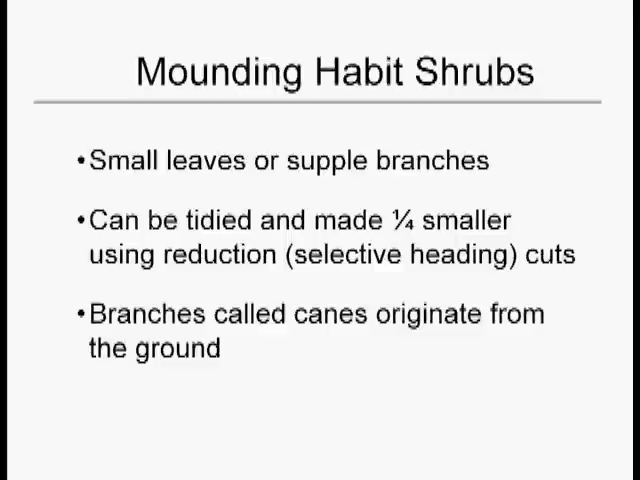 Mounding Habit Shrubs
•Small leaves or supple branches
•Can be tidied and made ¼ smaller
using reduction (selective heading) cuts
•Branches called canes originate from
the ground